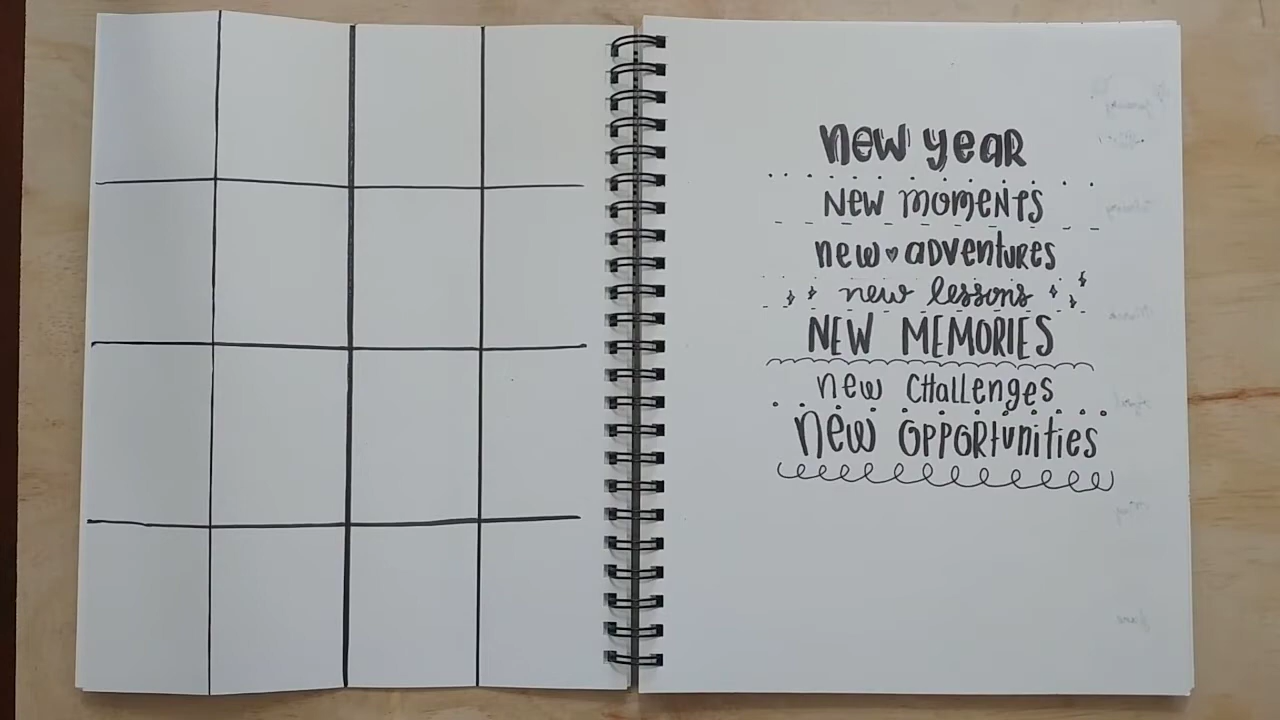 new year
New moments
new adventures
new lessons
NEW MEMORIES
new Challenges
new opportunities